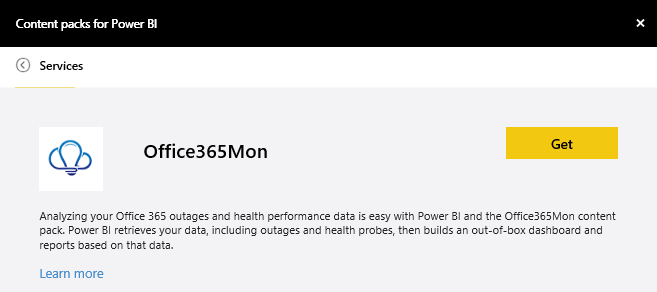 Content packs for Power BI
Services
Office365Mon
Get
Analyzing your Office 365 outages and health performance data is easy with Power BI and the Office365Mon content
pack. Power BI retrieves your data, including outages and health probes, then builds an out-of-box dashboard and
reports based on that data.
Learn more